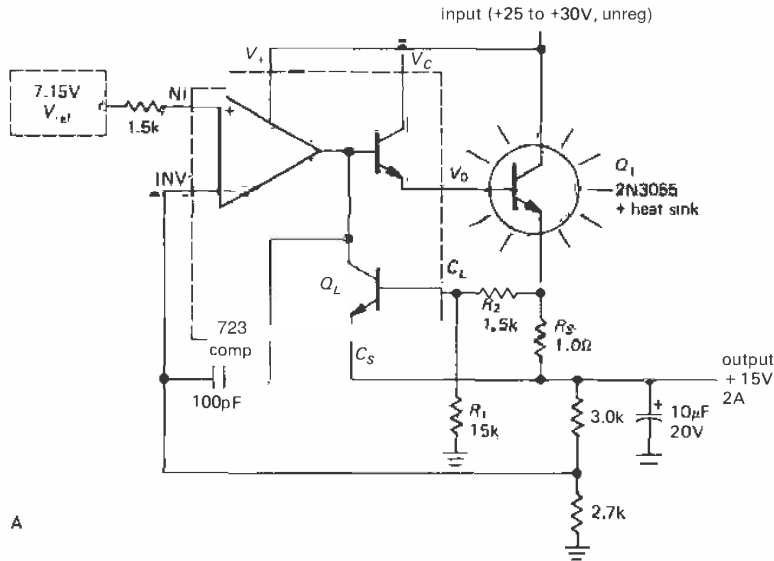 input (+25 to +30V, unreg)
V+
VC
7.15V
Vref
NI
1.5k
+
INV
−
V0
Q1
2N3055
+ heat sink
QL
CL
R2
1.5k
RS
1.0Ω
723
comp
CS
100pF
R1
15k
output
+ 15V
2A
3.0k
+
10μF
20V
2.7k
A